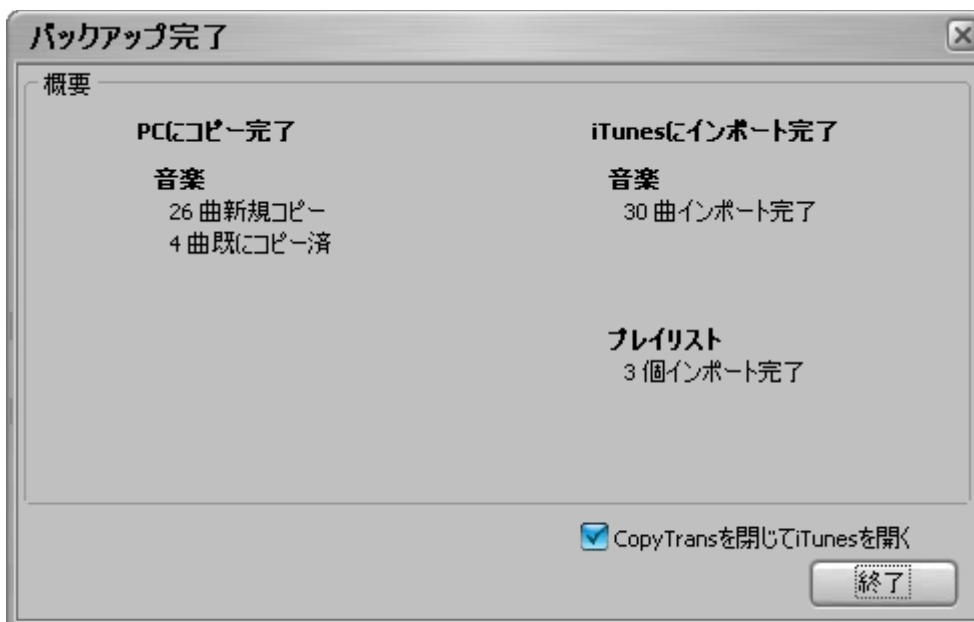 バックアップ完了
概要
PCにコピー完了
音楽
26 曲新規コピー
4 曲既にコピー済
iTunesにインポート完了
音楽
30 曲インポート完了
プレイリスト
3 個インポート完了
CopyTransを閉じてiTunesを開く
終了